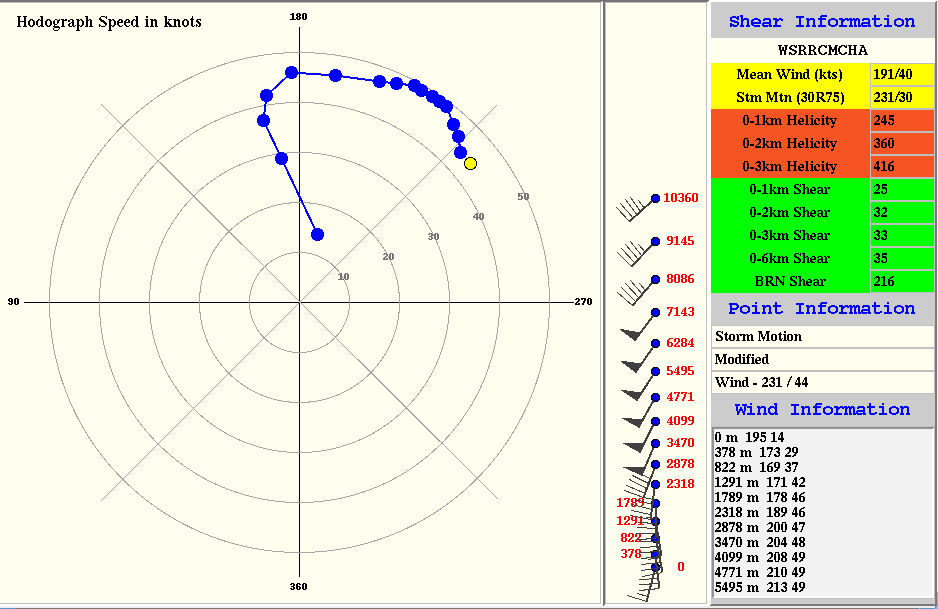 Hodograph Speed in knots
180
50
40
30
20
10
90
270
360
10360
9145
8086
7143
6284
5495
4771
4099
3470
2878
2318
1789
1291
822
378
0
Shear Information
WSRRCMCHA
Mean Wind (kts) 191/40
Stm Mtn (30R75) 231/30
0-1km Helicity 245
0-2km Helicity 360
0-3km Helicity 416
0-1km Shear 25
0-2km Shear 32
0-3km Shear 33
0-6km Shear 35
BRN Shear 216
Point Information
Storm Motion
Modified
Wind - 231 / 44
Wind Information
0 m 195 14
378 m 173 29
822 m 169 37
1291 m 171 42
1789 m 178 46
2318 m 189 46
2878 m 200 47
3470 m 204 48
4099 m 208 49
4771 m 210 49
5495 m 213 49